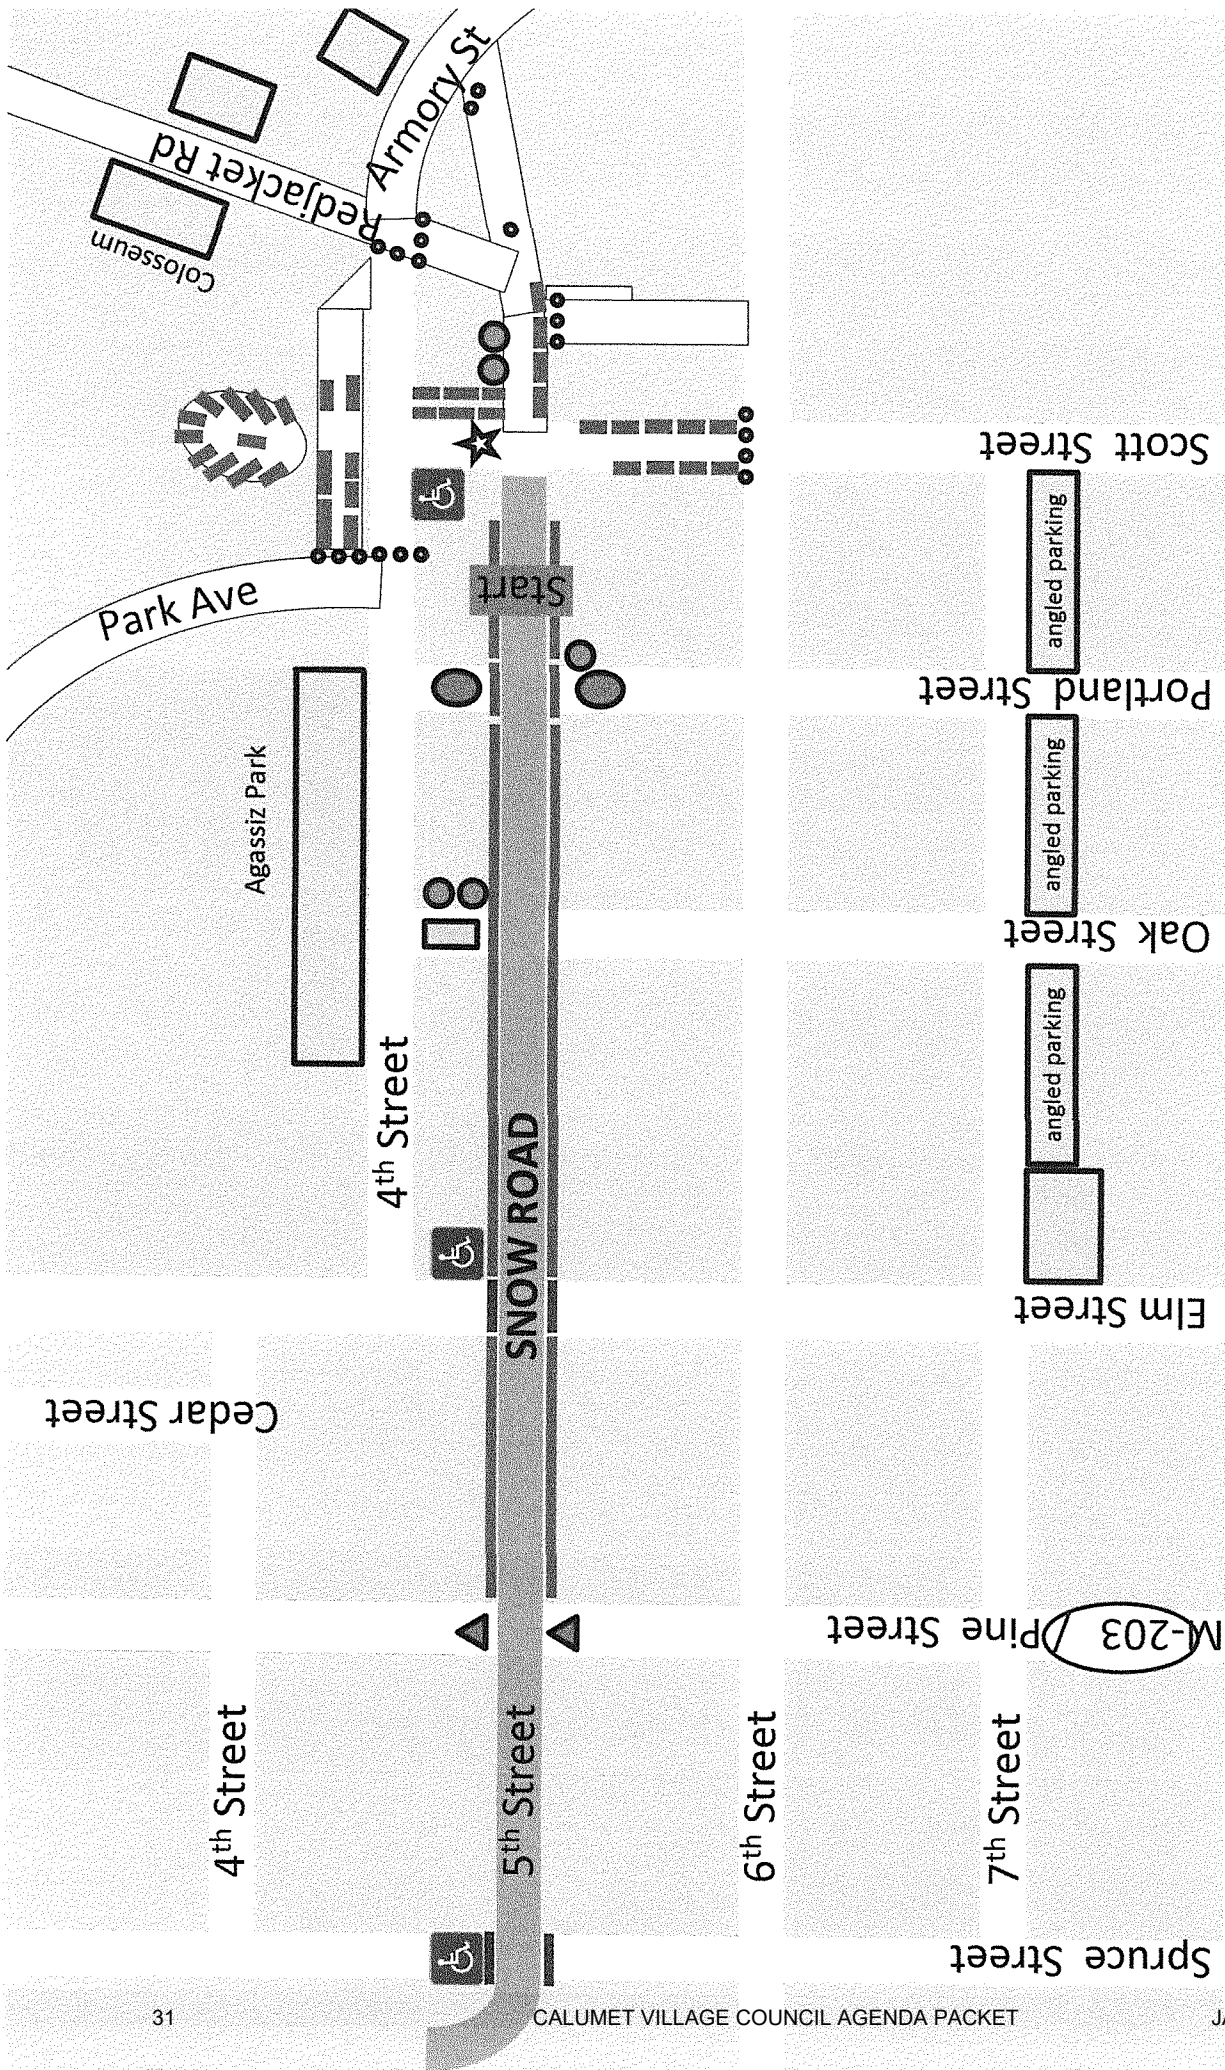 Armory St
Redjacket Rd
Colosseum
Park Ave
Start
Scott Street
angled parking
Portland Street
Agassiz Park
angled parking
Oak Street
angled parking
4th Street
SNOW ROAD
Elm Street
Cedar Street
M-203 / Pine Street
4th Street
5th Street
6th Street
7th Street
Spruce Street
31
CALUMET VILLAGE COUNCIL AGENDA PACKET